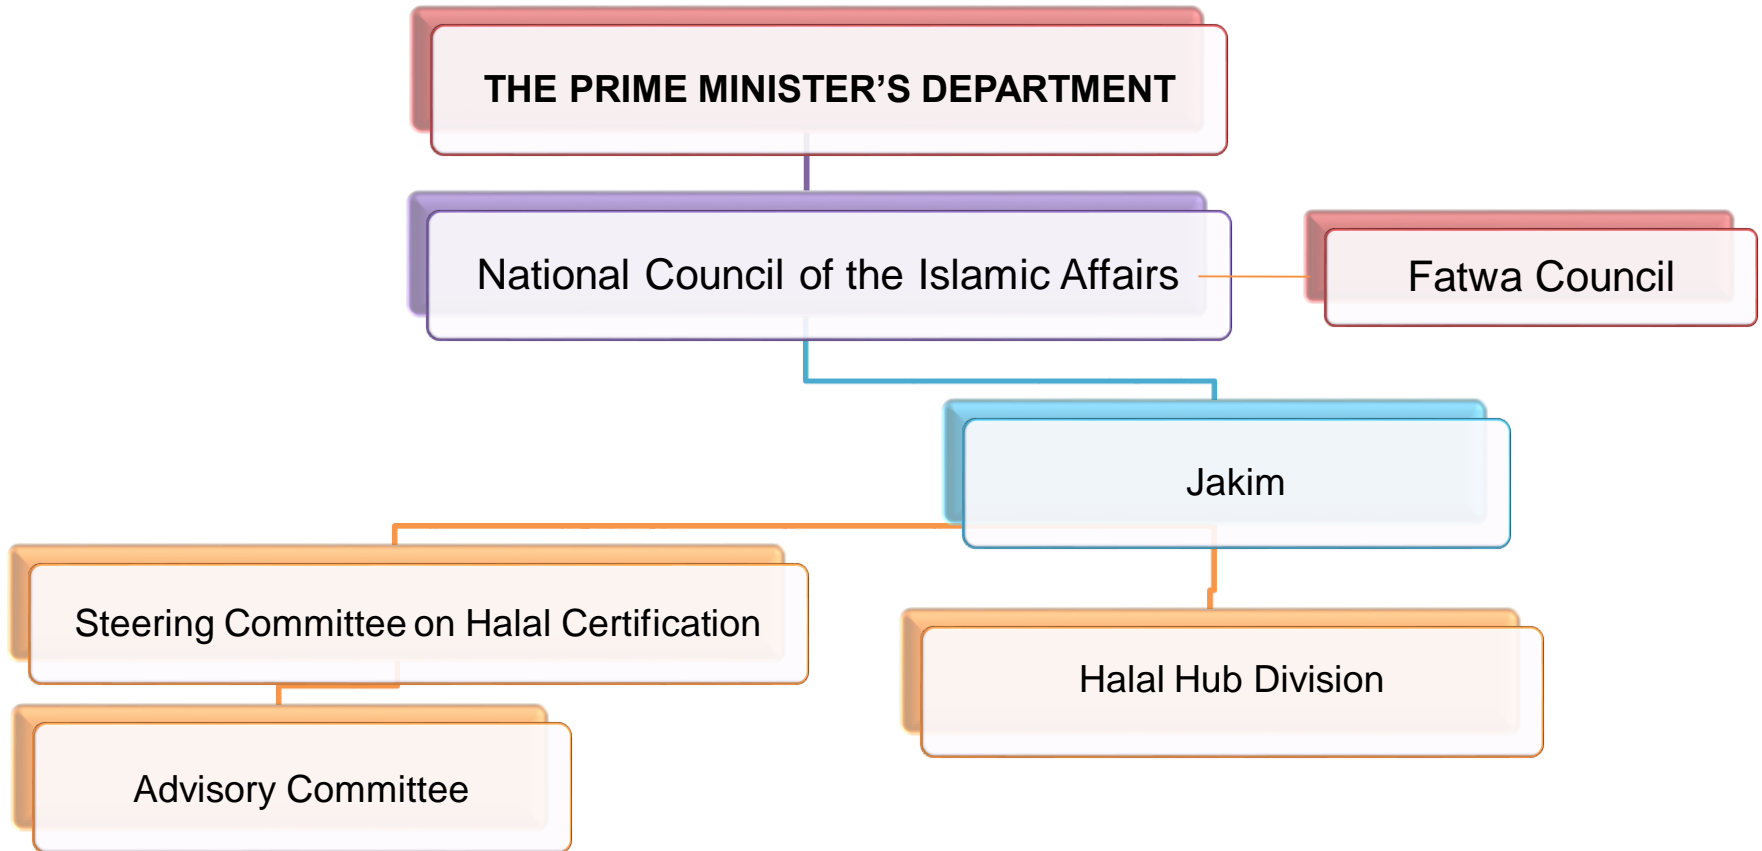 THE PRIME MINISTER’S DEPARTMENT
National Council of the Islamic Affairs
Fatwa Council
Jakim
Steering Committee on Halal Certification
Halal Hub Division
Advisory Committee